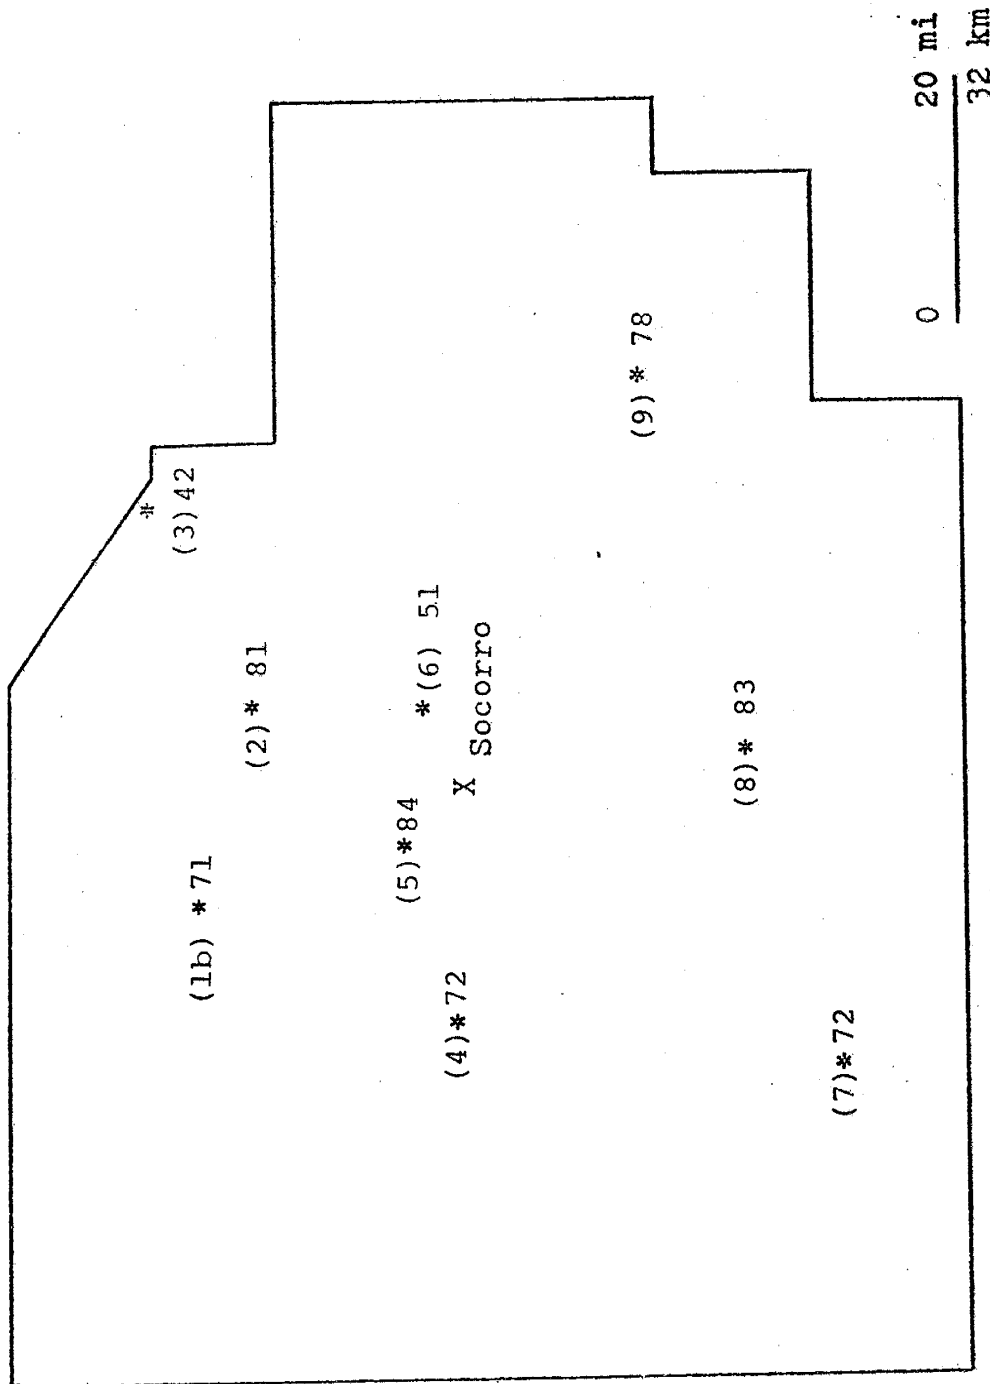 *
(3)42
(1b) *71
(2)* 81
(5)*84
*(6) 51
(4)*72
X
Socorro
(9)* 78
(8)* 83
(7)*72
0 20 mi
32 km